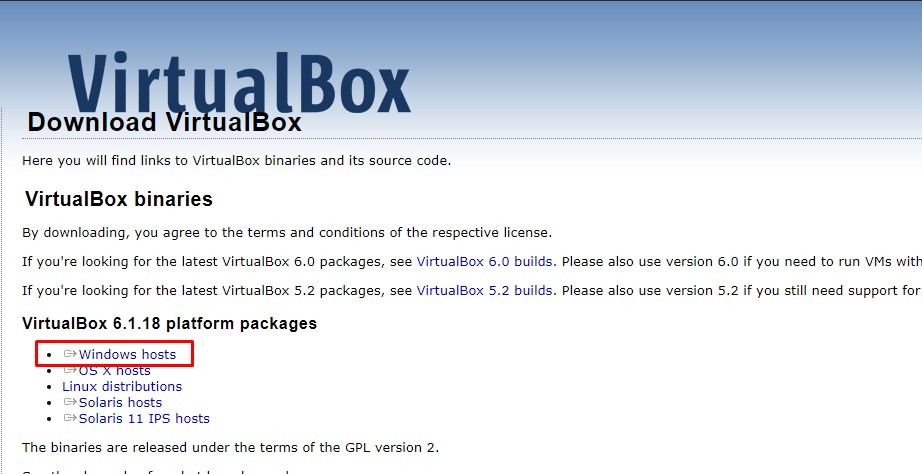 VirtualBox
Download VirtualBox
Here you will find links to VirtualBox binaries and its source code.
VirtualBox binaries
By downloading, you agree to the terms and conditions of the respective license.
If you're looking for the latest VirtualBox 6.0 packages, see VirtualBox 6.0 builds. Please also use version 6.0 if you need to run VMs with
If you're looking for the latest VirtualBox 5.2 packages, see VirtualBox 5.2 builds. Please also use version 5.2 if you still need support for
VirtualBox 6.1.18 platform packages
Windows hosts
OS X hosts
Linux distributions
Solaris hosts
Solaris 11 IPS hosts
The binaries are released under the terms of the GPL version 2.